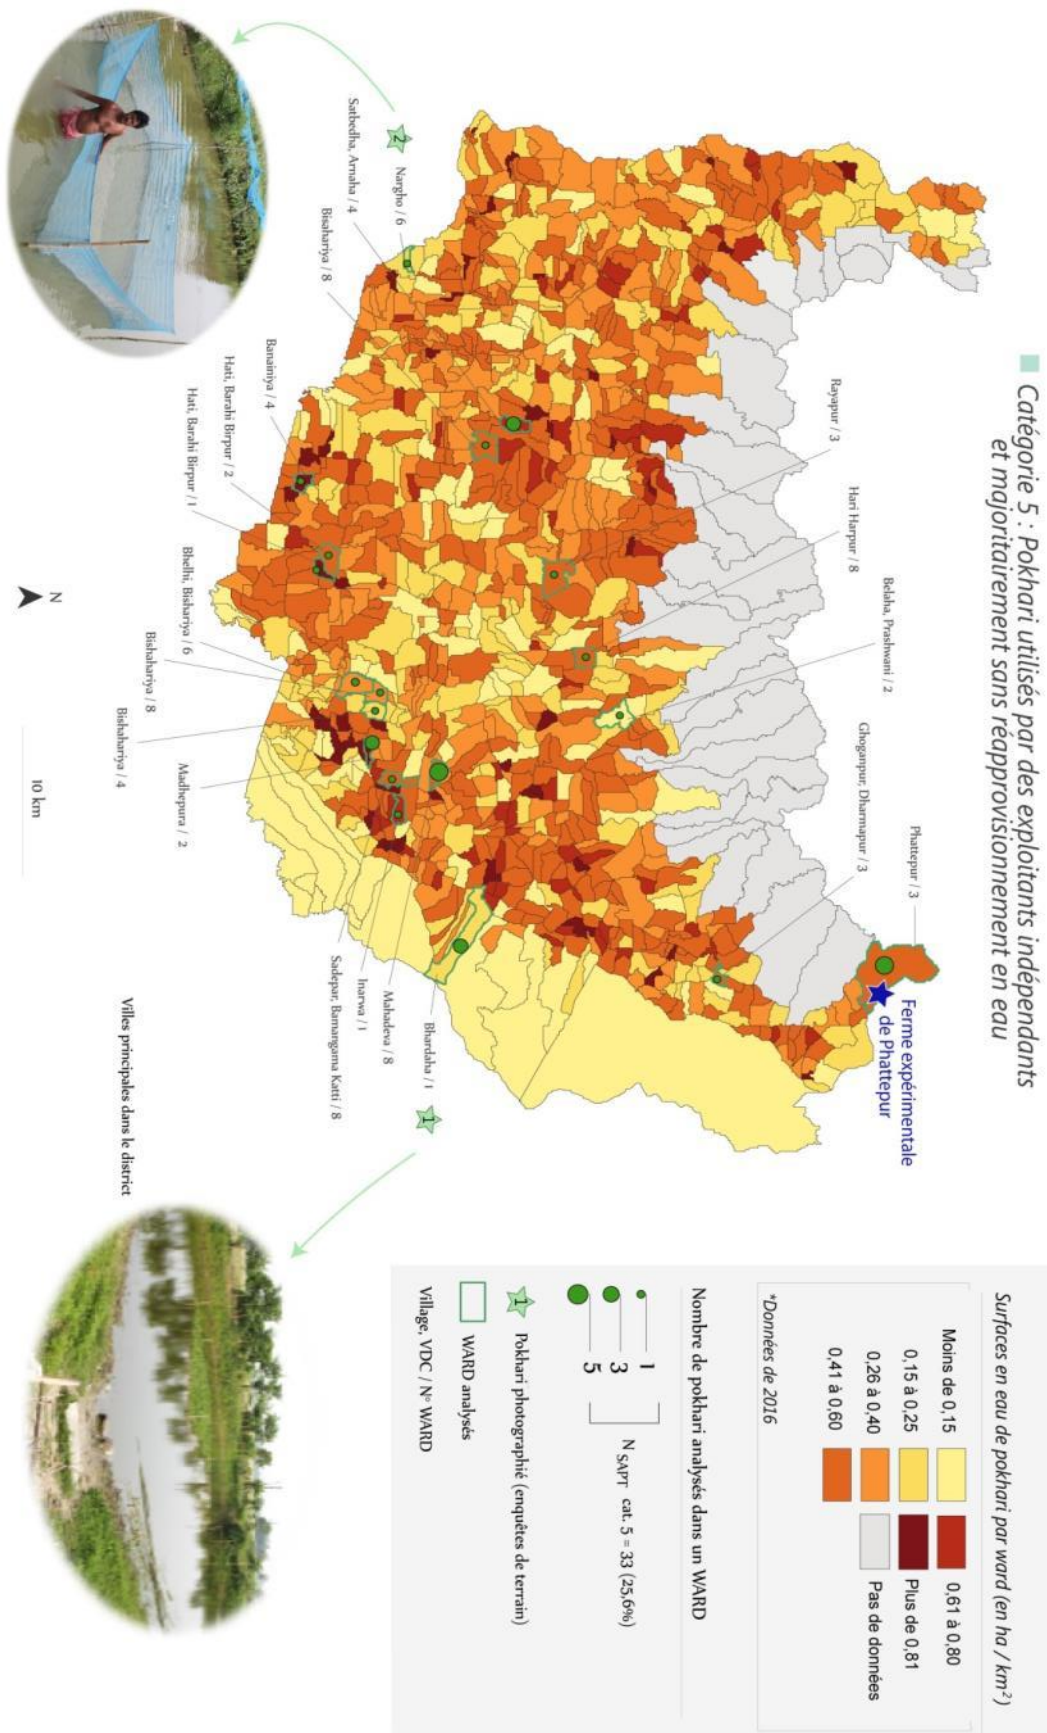 Catégorie 5 : Pokhari utilisés par des exploitants indépendants
et majoritairement sans réapprovisionnement en eau
Phattepur / 3
Ferme expérimentale
de Phattepur
Ghoganpur, Dharmapur / 3
Belaha, Prashwani / 2
Hari Harpur / 8
Rayapur / 3
2
Nargho / 6
Satbedha, Arnaha / 4
Bisahariya / 8
Banainiya / 4
Hati, Barahi Birpur / 2
Hati, Barahi Birpur / 1
Bhelhi, Bishariya / 6
Bishahariya / 8
Bishahariya / 4
Madhepura / 2
Sadepar, Bamangama Katti / 8
Inarwa / 1
Mahadeva / 8
Bhardaha / 1
1
N
10 km
Villes principales dans le district
Surfaces en eau de pokhari par ward (en ha / km²)
Moins de 0,15
0,15 à 0,25
0,26 à 0,40
0,41 à 0,60
0,61 à 0,80
Plus de 0,81
Pas de données
*Données de 2016
Nombre de pokhari analysés dans un WARD
1
3
5
N SAPT cat. 5 = 33 (25,6%)
1
Pokhari photographié (enquêtes de terrain)
WARD analysés
Village, VDC / N° WARD